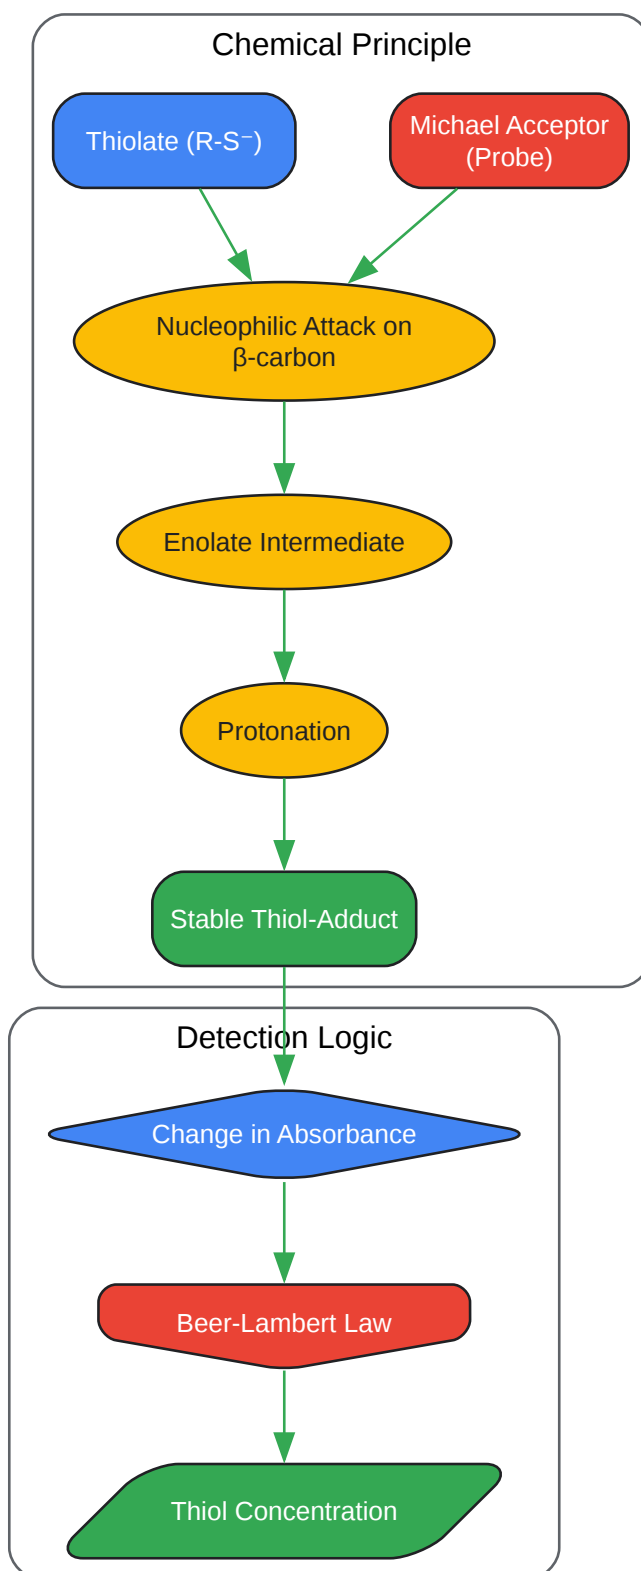 Chemical Principle
Thiolate (R-S⁻)
Michael Acceptor
(Probe)
Nucleophilic Attack on
β-carbon
Enolate Intermediate
Protonation
Stable Thiol-Adduct
Detection Logic
Change in Absorbance
Beer-Lambert Law
Thiol Concentration